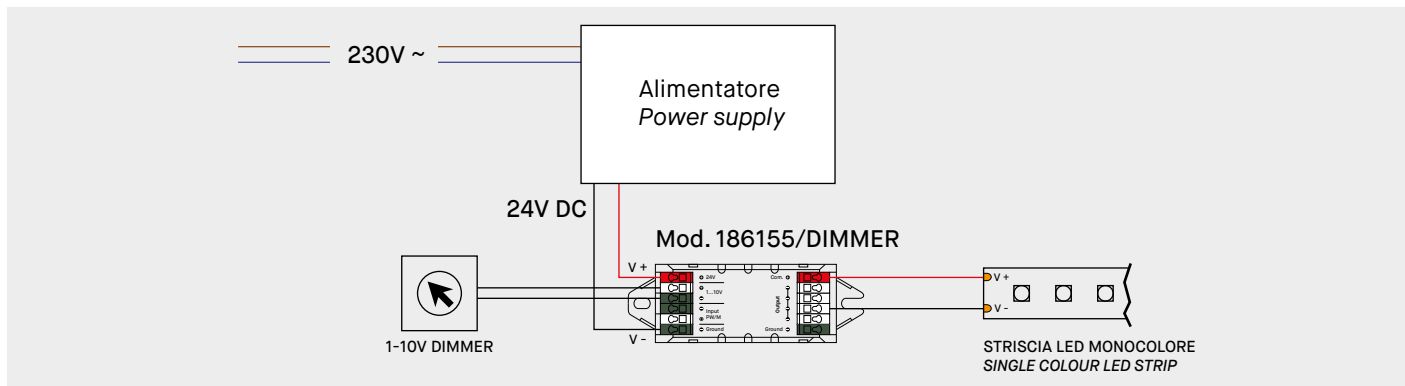 230V ~
Alimentatore
Power supply
24V DC
Mod. 186155/DIMMER
V +
24V
1...10V
Input
PW/M
Ground
V -
Com.
Output
Ground
V +
V -
1-10V DIMMER
STRISCIA LED MONOCOLORE
SINGLE COLOUR LED STRIP